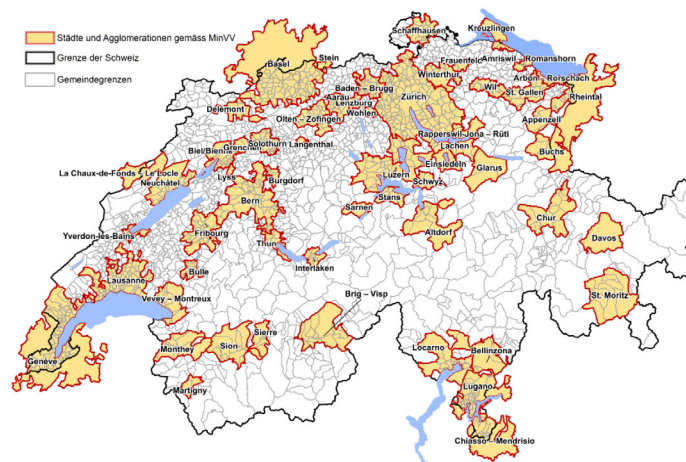 Städte und Agglomerationen gemäss MinVV
Grenze der Schweiz
Gemeindegrenzen
Schaffhausen
Kreuzlingen
Basel
Stein
Frauenfeld
Amriswil – Romanshorn
Winterthur
Arbon
Rorschach
Baden – Brugg
Aarau
Lenzburg
Zürich
Wil
St. Gallen
Rheintal
Delémont
Wohlen
Olten – Zofingen
Appenzell
Rapperswil-Jona – Rüti
Solothurn
Grenchen
Langenthal
Lachen
Biel/Bienne
Buchs
Einsiedeln
La Chaux-de-Fonds
Le Locle
Glarus
Luzern
Schwyz
Neuchâtel
Lyss
Burgdorf
Stans
Bern
Sarnen
Chur
Altdorf
Yverdon-les-Bains
Fribourg
Davos
Thun
Interlaken
Bulle
Lausanne
St. Moritz
Vevey – Montreux
Brig – Visp
Sierre
Monthey
Sion
Locarno
Bellinzona
Genève
Martigny
Lugano
Chiasso – Mendrisio